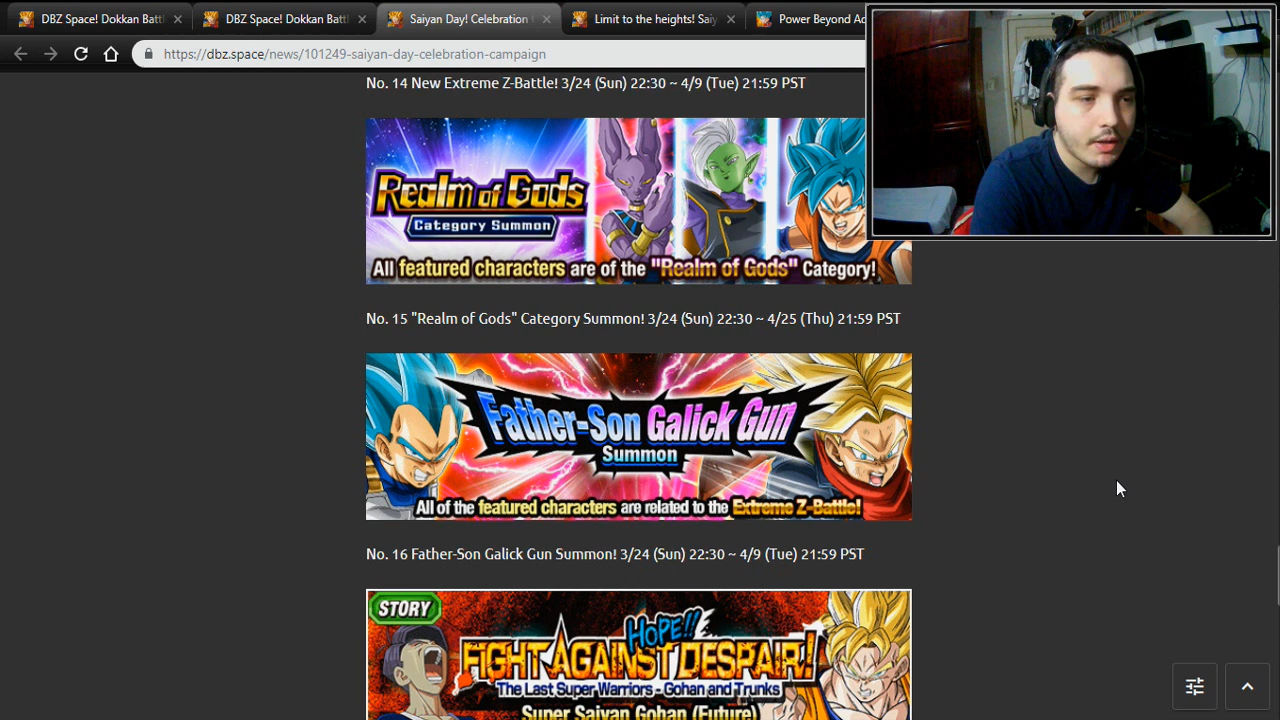 DBZ Space! Dokkan Battl
DBZ Space! Dokkan Battl
Saiyan Day! Celebration
Limit to the heights! Saiy
Power Beyond Ac
https://dbz.space/news/101249-saiyan-day-celebration-campaign
No. 14 New Extreme Z-Battle! 3/24 (Sun) 22:30 ~ 4/9 (Tue) 21:59 PST
Realm of Gods
Category Summon
All featured characters are of the "Realm of Gods" Category!
No. 15 "Realm of Gods" Category Summon! 3/24 (Sun) 22:30 ~ 4/25 (Thu) 21:59 PST
Father-Son Galick Gun
Summon
All of the featured characters are related to the Extreme Z-Battle!
No. 16 Father-Son Galick Gun Summon! 3/24 (Sun) 22:30 ~ 4/9 (Tue) 21:59 PST
STORY
HOPE!!
FIGHT AGAINST DESPAIR!
The Last Super Warriors - Gohan and Trunks
Super Saiyan Gohan (Future)